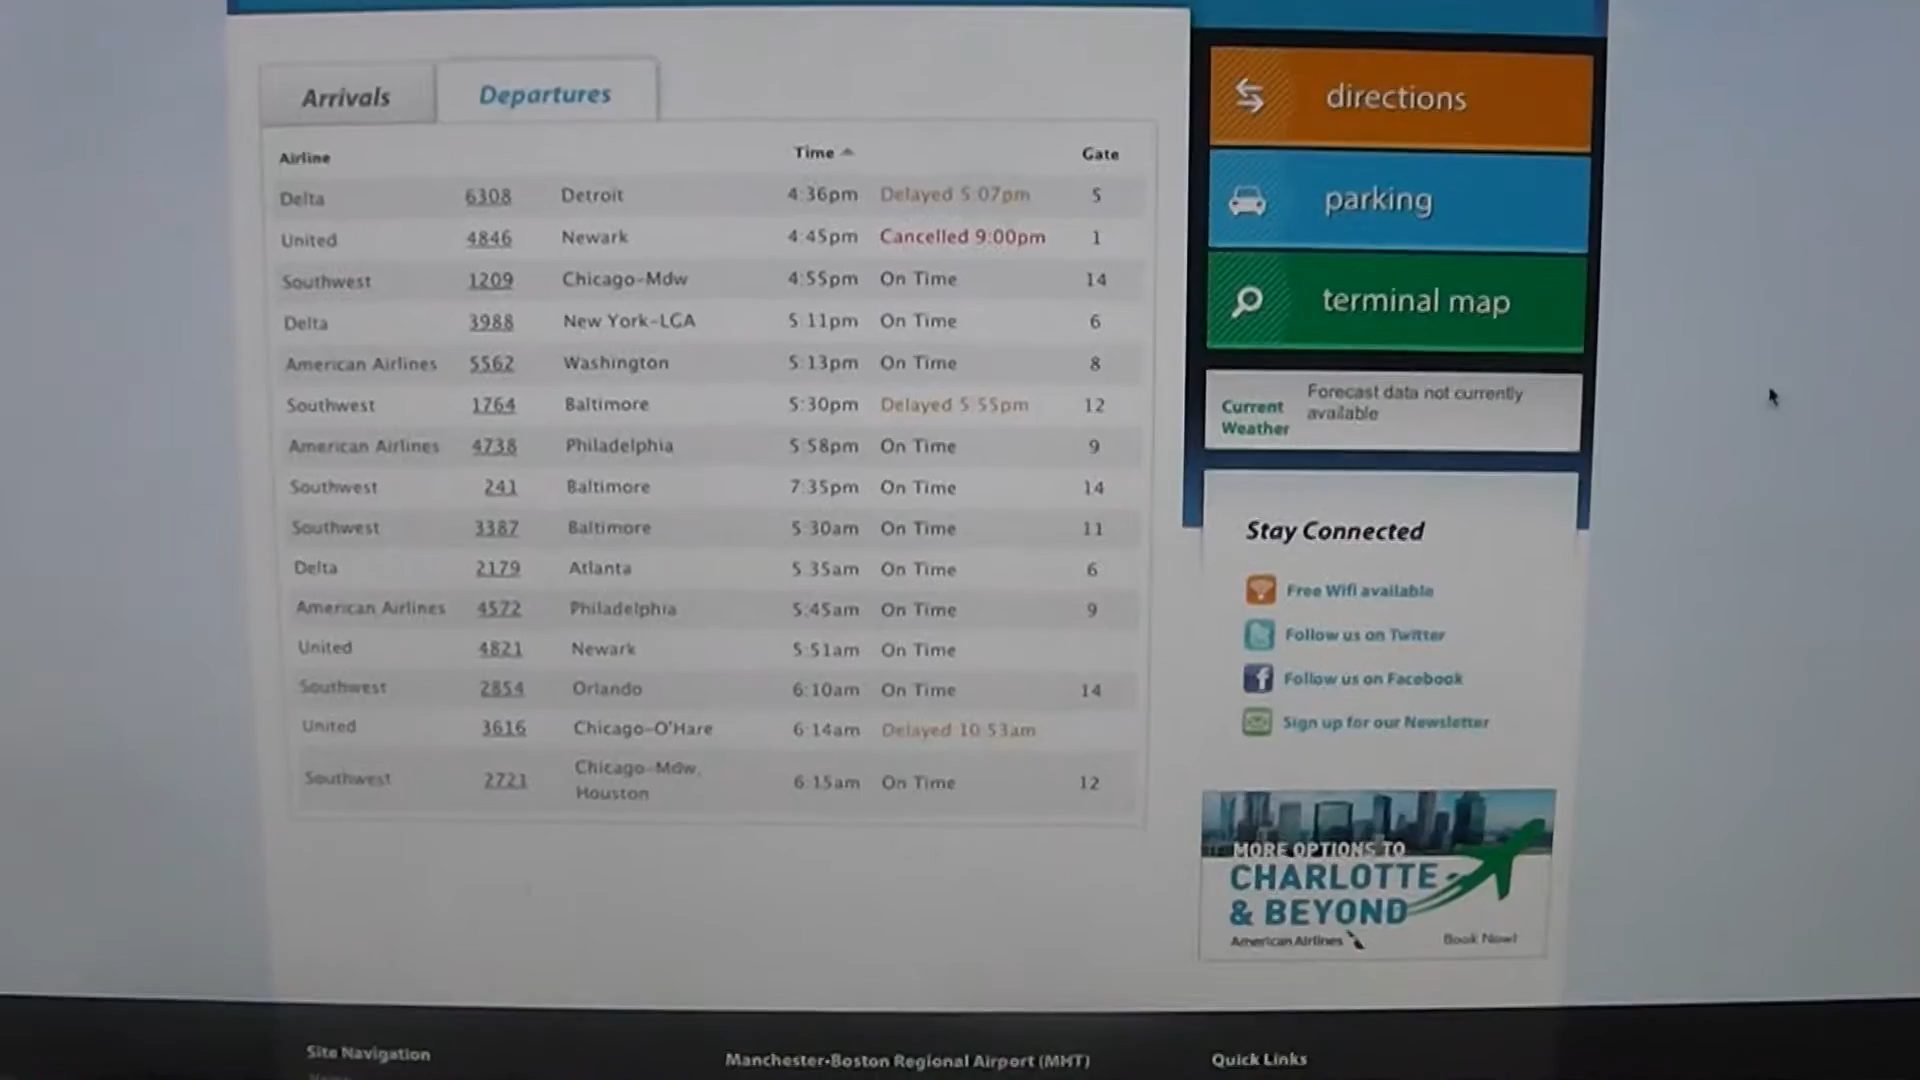 Arrivals Departures
Airline Time Gate
Delta 6308 Detroit 4:36pm Delayed 5:07pm 5
United 4846 Newark 4:45pm Cancelled 9:00pm 1
Southwest 1209 Chicago-Mdw 4:55pm On Time 14
Delta 3988 New York-LGA 5:11pm On Time 6
American Airlines 5562 Washington 5:13pm On Time 8
Southwest 1764 Baltimore 5:30pm Delayed 5:55pm 12
American Airlines 4738 Philadelphia 5:58pm On Time 9
Southwest 241 Baltimore 7:35pm On Time 14
Southwest 3387 Baltimore 5:30am On Time 11
Delta 2179 Atlanta 5:35am On Time 6
American Airlines 4572 Philadelphia 5:45am On Time 9
United 4821 Newark 5:51am On Time
Southwest 2854 Orlando 6:10am On Time 14
United 3616 Chicago-O'Hare 6:14am Delayed 10:53am
Southwest 2721 Chicago-Mdw, Houston 6:15am On Time 12
directions
parking
terminal map
Current Weather
Forecast data not currently
available
Stay Connected
Free Wifi available
Follow us on Twitter
Follow us on Facebook
Sign up for our Newsletter
MORE OPTIONS TO
CHARLOTTE
& BEYOND
American Airlines Book Now!
Site Navigation Manchester-Boston Regional Airport (MHT) Quick Links